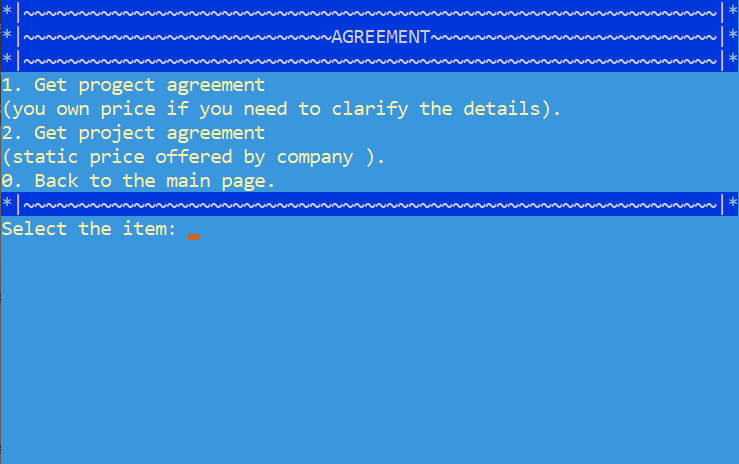 *|~~~~~~~~~~~~~~~~~~~~~~~~~~~~~~~~~~~~~~~~~~~~~~~~~~~~~~~~~~~~~~~|*
*|~~~~~~~~~~~~~~~~~~~~~~~~~~~~AGREEMENT~~~~~~~~~~~~~~~~~~~~~~~~~~|*
*|~~~~~~~~~~~~~~~~~~~~~~~~~~~~~~~~~~~~~~~~~~~~~~~~~~~~~~~~~~~~~~~|*
1. Get progect agreement
(you own price if you need to clarify the details).
2. Get project agreement
(static price offered by company ).
0. Back to the main page.
*|~~~~~~~~~~~~~~~~~~~~~~~~~~~~~~~~~~~~~~~~~~~~~~~~~~~~~~~~~~~~~~~|*
Select the item: